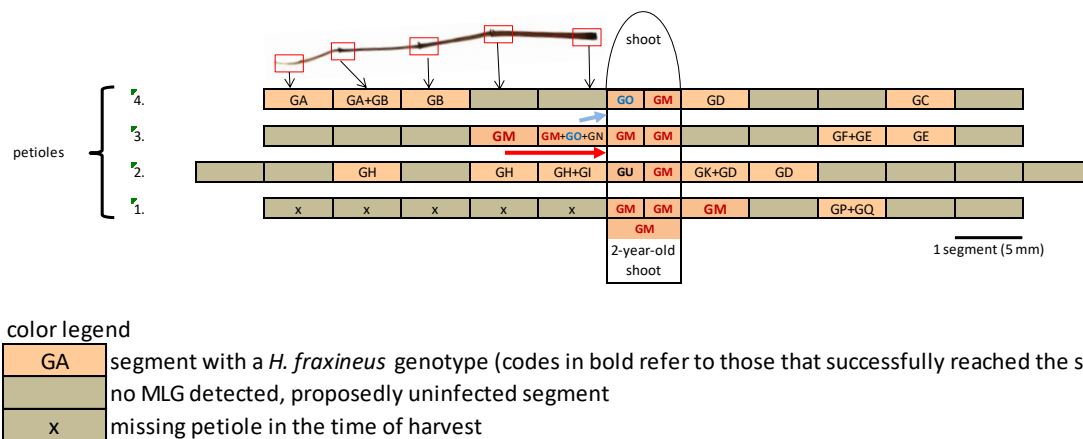 shoot
4. GA GA+GB GB GO GM GD GC
3. GM GM+GO+GN GM GM GF+GE GE
petioles
2. GH GH GH+GI GU GM GK+GD GD
1. x x x x x GM GM GM GP+GQ
GM
2-year-old
shoot
1 segment (5 mm)
color legend
GA segment with a H. fraxineus genotype (codes in bold refer to those that successfully reached the s
no MLG detected, proposedly uninfected segment
x missing petiole in the time of harvest